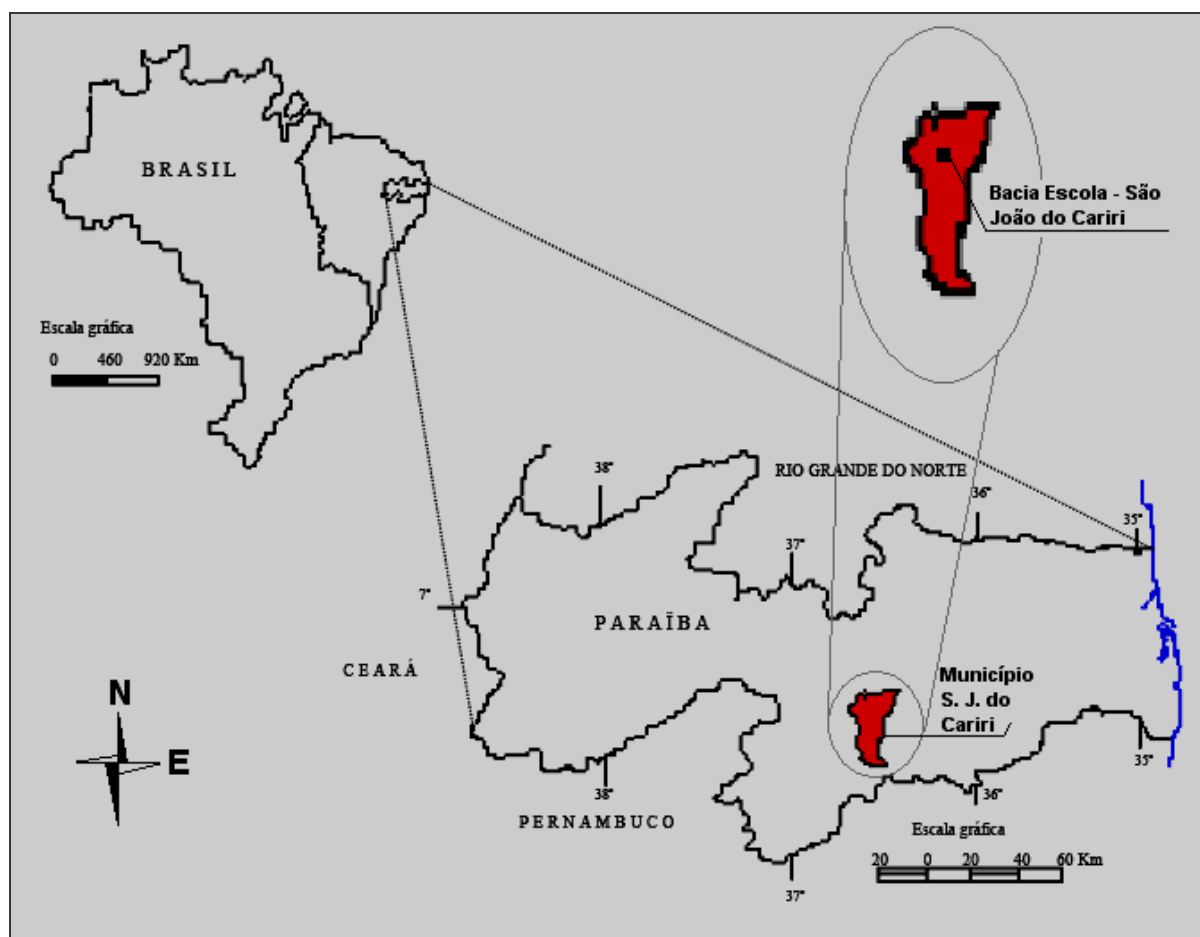 BRASIL
Bacia Escola - São
João do Cariri
Escala gráfica
0 460 920 Km
RIO GRANDE DO NORTE
38°
36°
35°
37°
7°
PARAÏBA
CEARÁ
Município
S. J. do
Cariri
N
E
35°
38°
36°
PERNAMBUCO
Escala gráfica
20 0 20 40 60 Km
37°